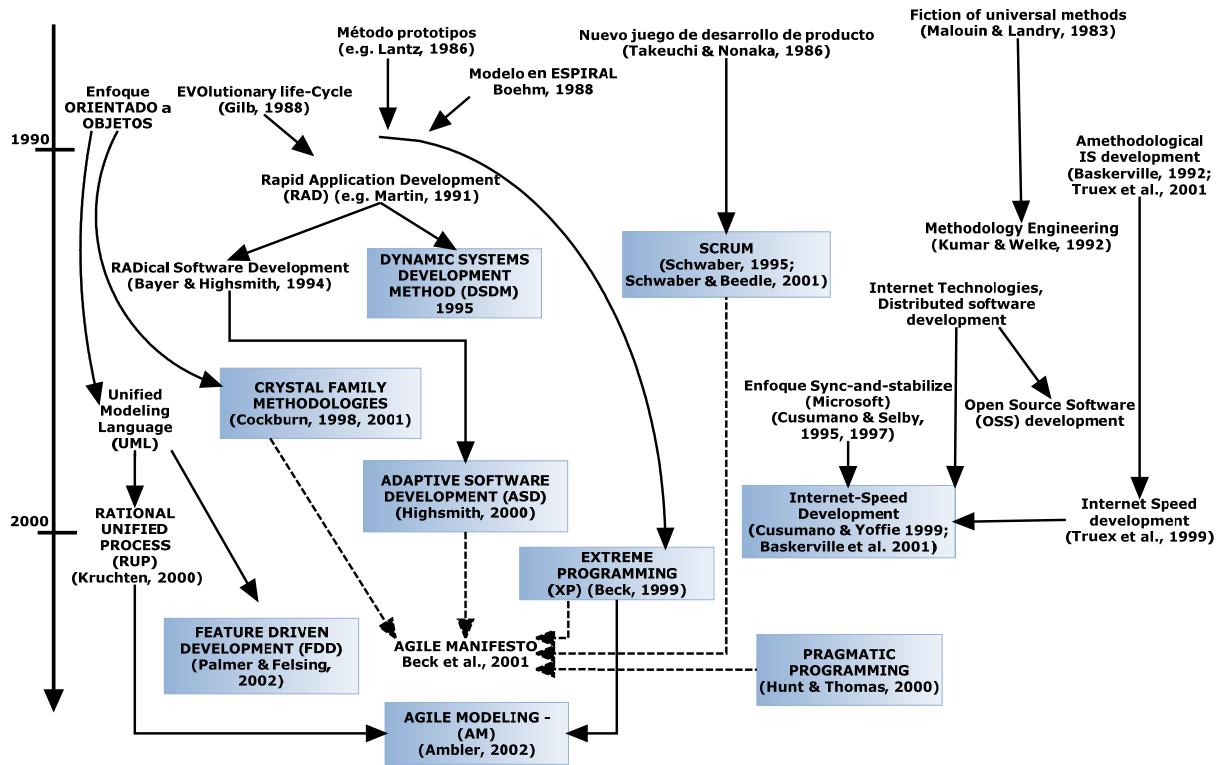 Fiction of universal methods
(Malouin & Landry, 1983)
Método prototipos
(e.g. Lantz, 1986)
Nuevo juego de desarrollo de producto
(Takeuchi & Nonaka, 1986)
Modelo en ESPIRAL
Boehm, 1988
Enfoque
ORIENTADO a
OBJETOS
EVOlutionary life-Cycle
(Gilb, 1988)
1990
Amethodological
IS development
(Baskerville, 1992;
Truex et al., 2001
Rapid Application Development
(RAD) (e.g. Martin, 1991)
Methodology Engineering
(Kumar & Welke, 1992)
SCRUM
(Schwaber, 1995;
Schwaber & Beedle, 2001)
DYNAMIC SYSTEMS
DEVELOPMENT
METHOD (DSDM)
1995
RADical Software Development
(Bayer & Highsmith, 1994)
Internet Technologies,
Distributed software
development
CRYSTAL FAMILY
METHODOLOGIES
(Cockburn, 1998, 2001)
Enfoque Sync-and-stabilize
(Microsoft)
(Cusumano & Selby,
1995, 1997)
Open Source Software
(OSS) development
Unified
Modeling
Language
(UML)
ADAPTIVE SOFTWARE
DEVELOPMENT (ASD)
(Highsmith, 2000)
Internet-Speed
Development
(Cusumano & Yoffie 1999;
Baskerville et al. 2001)
Internet Speed
development
(Truex et al., 1999)
2000
RATIONAL
UNIFIED
PROCESS
(RUP)
(Kruchten, 2000)
EXTREME
PROGRAMMING
(XP) (Beck, 1999)
FEATURE DRIVEN
DEVELOPMENT (FDD)
(Palmer & Felsing,
2002)
AGILE MANIFESTO
Beck et al., 2001
PRAGMATIC
PROGRAMMING
(Hunt & Thomas, 2000)
AGILE MODELING -
(AM)
(Ambler, 2002)